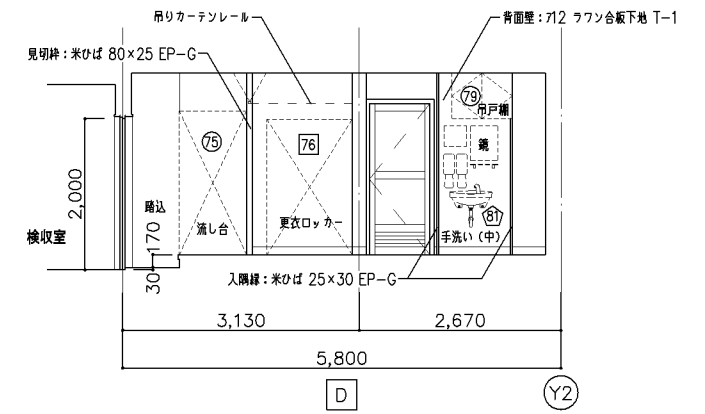 吊りカーテンレール
背面壁：ｱ12 ラワン合板下地 T-1
見切枠：米ひば 80×25 EP-G
79
吊戸棚
75
76
鏡
2,000
踏込
170
流し台
更衣ロッカー
81
手洗い（中）
検収室
30
入隅縁：米ひば 25×30 EP-G
3,130
2,670
5,800
D
Y2